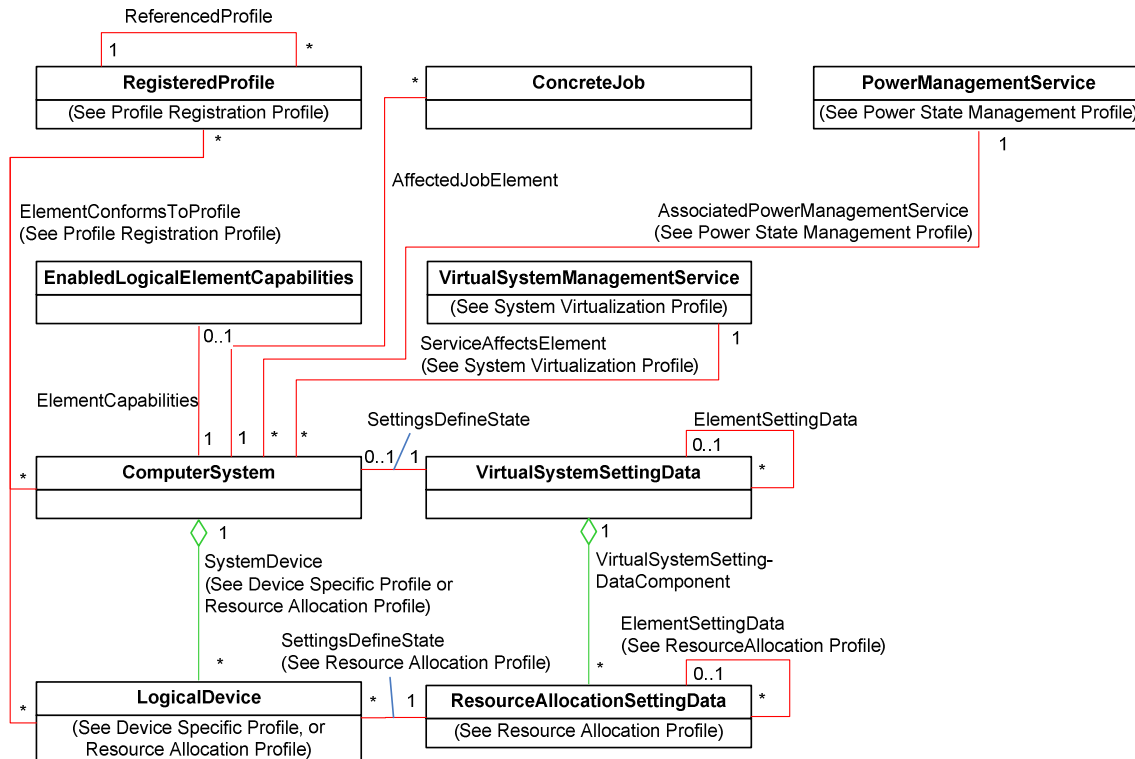 ReferencedProfile
1
*
RegisteredProfile
(See Profile Registration Profile)
*
*
ConcreteJob
PowerManagementService
(See Power State Management Profile)
1
AffectedJobElement
ElementConformsToProfile
(See Profile Registration Profile)
AssociatedPowerManagementService
(See Power State Management Profile)
EnabledLogicalElementCapabilities
0..1
VirtualSystemManagementService
(See System Virtualization Profile)
1
ServiceAffectsElement
(See System Virtualization Profile)
ElementCapabilities
1
1
*
*
SettingsDefineState
ElementSettingData
0..1
*
*
ComputerSystem
0..1
1
VirtualSystemSettingData
1
SystemDevice
(See Device Specific Profile or
Resource Allocation Profile)
*
1
VirtualSystemSetting-
DataComponent
*
ElementSettingData
(See ResourceAllocation Profile)
0..1
*
SettingsDefineState
(See Resource Allocation Profile)
*
LogicalDevice
(See Device Specific Profile, or
Resource Allocation Profile)
*
1
ResourceAllocationSettingData
(See Resource Allocation Profile)